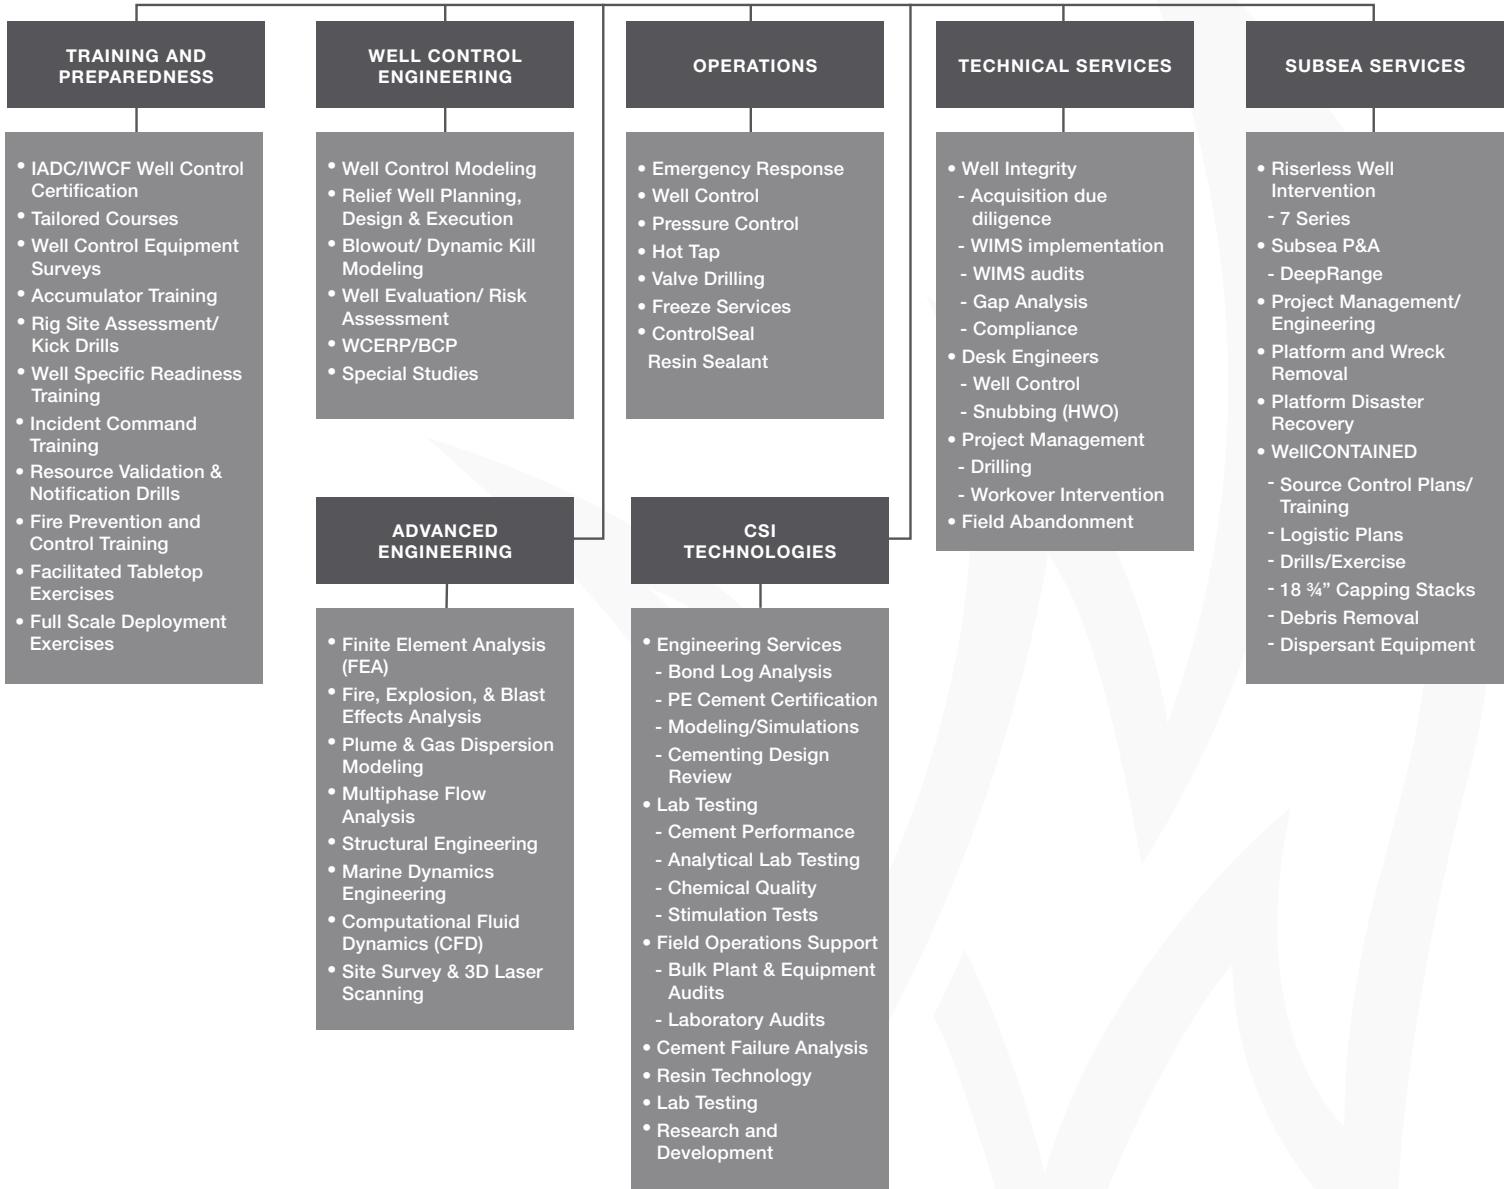 TRAINING AND
PREPAREDNESS
• IADC/IWCF Well Control
Certification
• Tailored Courses
• Well Control Equipment
Surveys
• Accumulator Training
• Rig Site Assessment/
Kick Drills
• Well Specific Readiness
Training
• Incident Command
Training
• Resource Validation &
Notification Drills
• Fire Prevention and
Control Training
• Facilitated Tabletop
Exercises
• Full Scale Deployment
Exercises
WELL CONTROL
ENGINEERING
• Well Control Modeling
• Relief Well Planning,
Design & Execution
• Blowout/ Dynamic Kill
Modeling
• Well Evaluation/ Risk
Assessment
• WCERP/BCP
• Special Studies
OPERATIONS
• Emergency Response
• Well Control
• Pressure Control
• Hot Tap
• Valve Drilling
• Freeze Services
• ControlSeal
Resin Sealant
TECHNICAL SERVICES
• Well Integrity
- Acquisition due
diligence
- WIMS implementation
- WIMS audits
- Gap Analysis
- Compliance
• Desk Engineers
- Well Control
- Snubbing (HWO)
• Project Management
- Drilling
- Workover Intervention
• Field Abandonment
SUBSEA SERVICES
• Riserless Well
Intervention
- 7 Series
• Subsea P&A
- DeepRange
• Project Management/
Engineering
• Platform and Wreck
Removal
• Platform Disaster
Recovery
• WellCONTAINED
- Source Control Plans/
Training
- Logistic Plans
- Drills/Exercise
- 18 ¾” Capping Stacks
- Debris Removal
- Dispersant Equipment
ADVANCED
ENGINEERING
• Finite Element Analysis
(FEA)
• Fire, Explosion, & Blast
Effects Analysis
• Plume & Gas Dispersion
Modeling
• Multiphase Flow
Analysis
• Structural Engineering
• Marine Dynamics
Engineering
• Computational Fluid
Dynamics (CFD)
• Site Survey & 3D Laser
Scanning
CSI
TECHNOLOGIES
• Engineering Services
- Bond Log Analysis
- PE Cement Certification
- Modeling/Simulations
- Cementing Design
Review
• Lab Testing
- Cement Performance
- Analytical Lab Testing
- Chemical Quality
- Stimulation Tests
• Field Operations Support
- Bulk Plant & Equipment
Audits
- Laboratory Audits
• Cement Failure Analysis
• Resin Technology
• Lab Testing
• Research and
Development